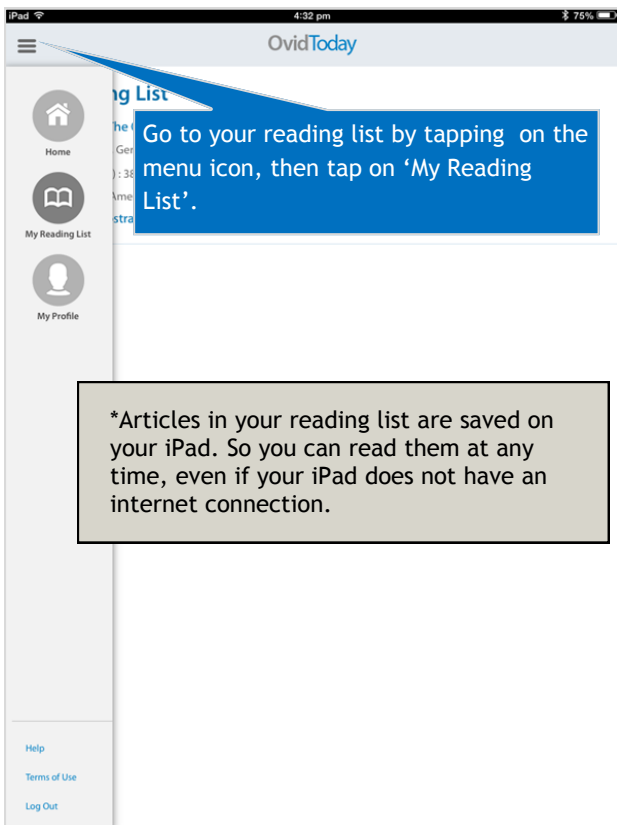 iPad 4:32 pm 75%
OvidToday
ng List
Go to your reading list by tapping on the
menu icon, then tap on ‘My Reading
List’.
Home
My Reading List
My Profile
*Articles in your reading list are saved on
your iPad. So you can read them at any
time, even if your iPad does not have an
internet connection.
Help
Terms of Use
Log Out